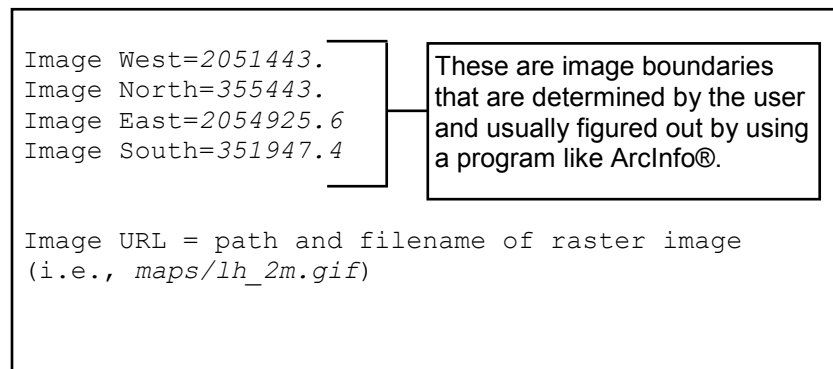 Image West=2051443.
Image North=355443.
Image East=2054925.6
Image South=351947.4
These are image boundaries
that are determined by the user
and usually figured out by using
a program like ArcInfo®.
Image URL = path and filename of raster image
(i.e., maps/lh_2m.gif)